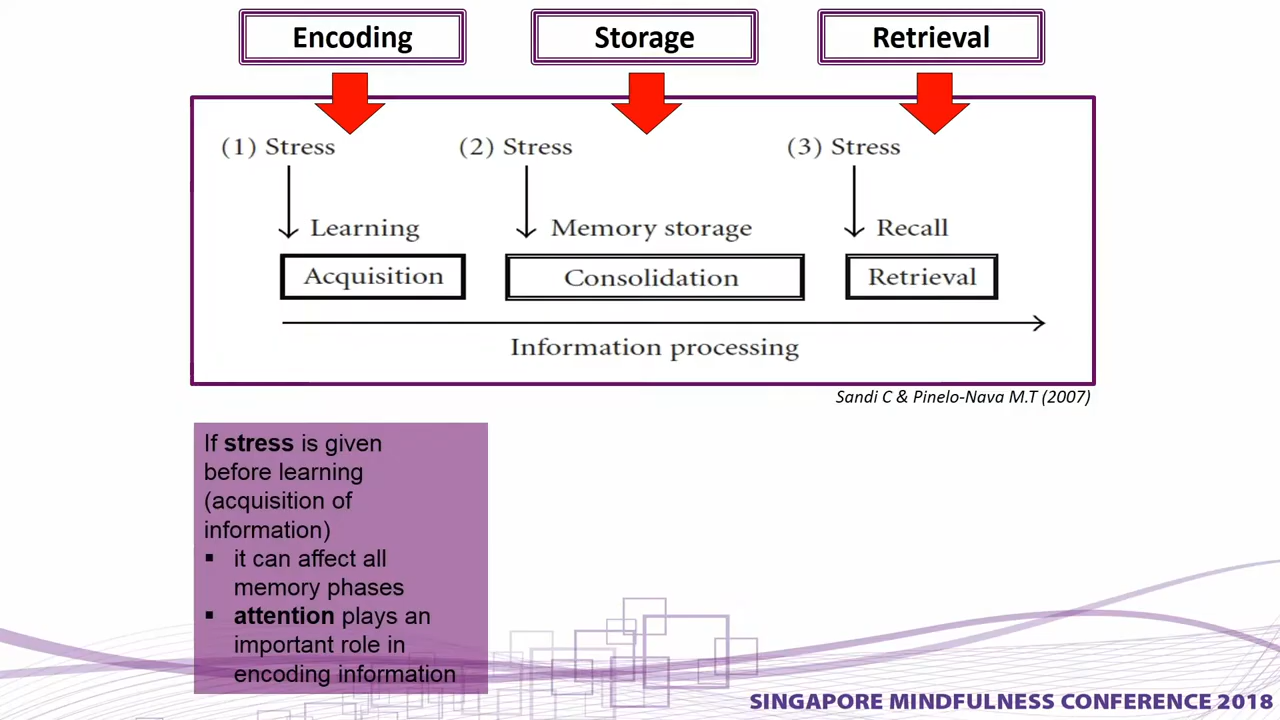 Encoding
Storage
Retrieval
(1) Stress
(2) Stress
(3) Stress
Learning
Memory storage
Recall
Acquisition
Consolidation
Retrieval
Information processing
Sandi C & Pinelo-Nava M.T (2007)
If stress is given
before learning
(acquisition of
information)
▪ it can affect all
memory phases
▪ attention plays an
important role in
encoding information
SINGAPORE MINDFULNESS CONFERENCE 2018